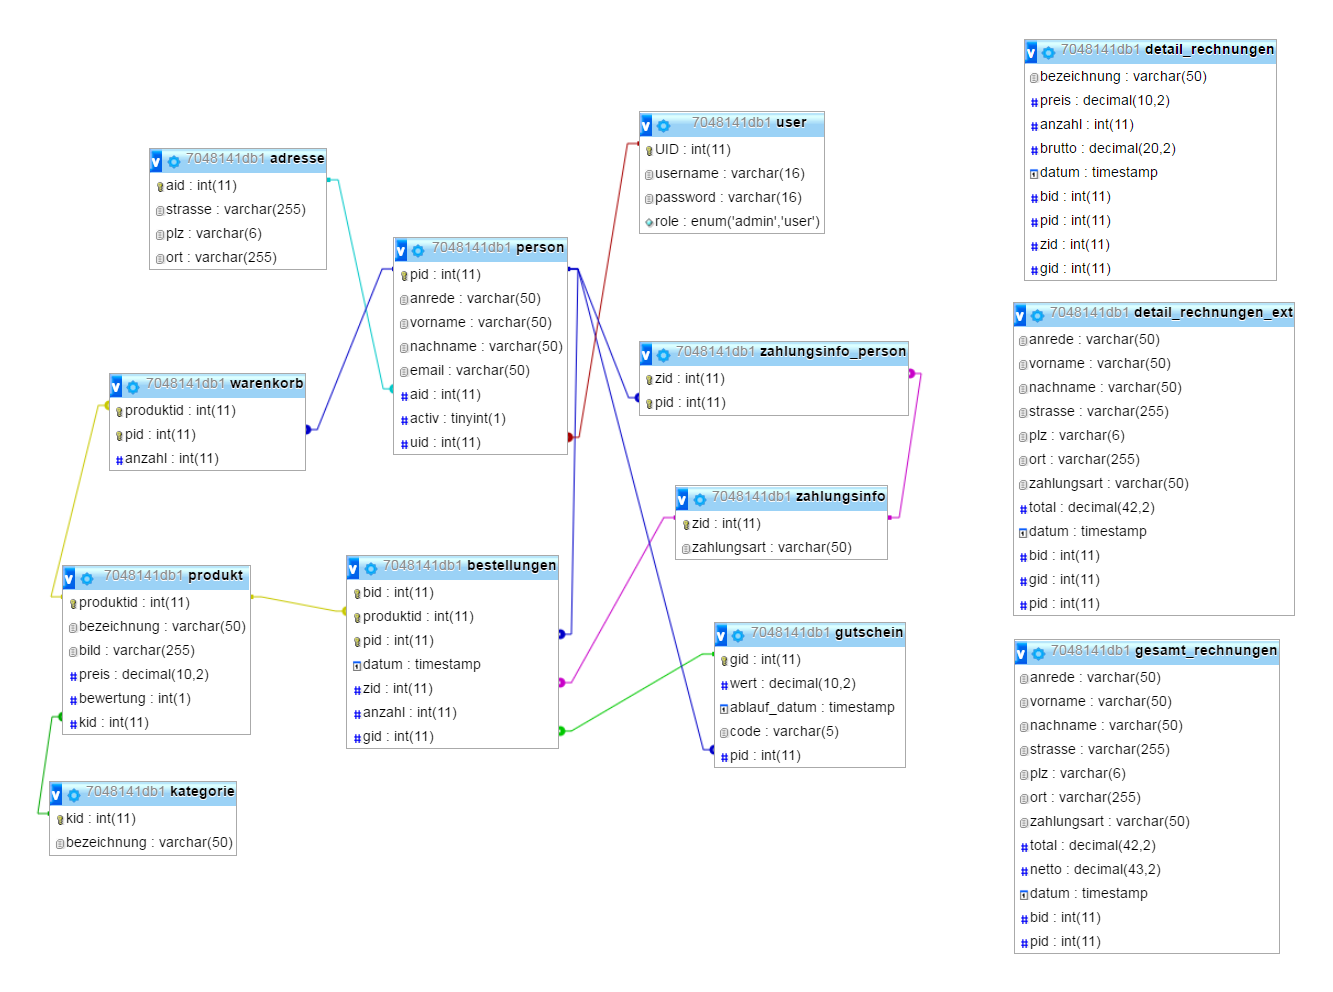 7048141db1 adresse
aid : int(11)
strasse : varchar(255)
plz : varchar(6)
ort : varchar(255)
7048141db1 user
UID : int(11)
username : varchar(16)
password : varchar(16)
role : enum('admin','user')
7048141db1 person
pid : int(11)
anrede : varchar(50)
vorname : varchar(50)
nachname : varchar(50)
email : varchar(50)
aid : int(11)
activ : tinyint(1)
uid : int(11)
7048141db1 warenkorb
produktid : int(11)
pid : int(11)
anzahl : int(11)
7048141db1 zahlungsinfo_person
zid : int(11)
pid : int(11)
7048141db1 zahlungsinfo
zid : int(11)
zahlungsart : varchar(50)
7048141db1 produkt
produktid : int(11)
bezeichnung : varchar(50)
bild : varchar(255)
preis : decimal(10,2)
bewertung : int(1)
kid : int(11)
7048141db1 bestellungen
bid : int(11)
produktid : int(11)
pid : int(11)
datum : timestamp
zid : int(11)
anzahl : int(11)
gid : int(11)
7048141db1 gutschein
gid : int(11)
wert : decimal(10,2)
ablauf_datum : timestamp
code : varchar(5)
pid : int(11)
7048141db1 kategorie
kid : int(11)
bezeichnung : varchar(50)
7048141db1 detail_rechnungen
bezeichnung : varchar(50)
preis : decimal(10,2)
anzahl : int(11)
brutto : decimal(20,2)
datum : timestamp
bid : int(11)
pid : int(11)
zid : int(11)
gid : int(11)
7048141db1 detail_rechnungen_ext
anrede : varchar(50)
vorname : varchar(50)
nachname : varchar(50)
strasse : varchar(255)
plz : varchar(6)
ort : varchar(255)
zahlungsart : varchar(50)
total : decimal(42,2)
datum : timestamp
bid : int(11)
gid : int(11)
pid : int(11)
7048141db1 gesamt_rechnungen
anrede : varchar(50)
vorname : varchar(50)
nachname : varchar(50)
strasse : varchar(255)
plz : varchar(6)
ort : varchar(255)
zahlungsart : varchar(50)
total : decimal(42,2)
netto : decimal(43,2)
datum : timestamp
bid : int(11)
pid : int(11)